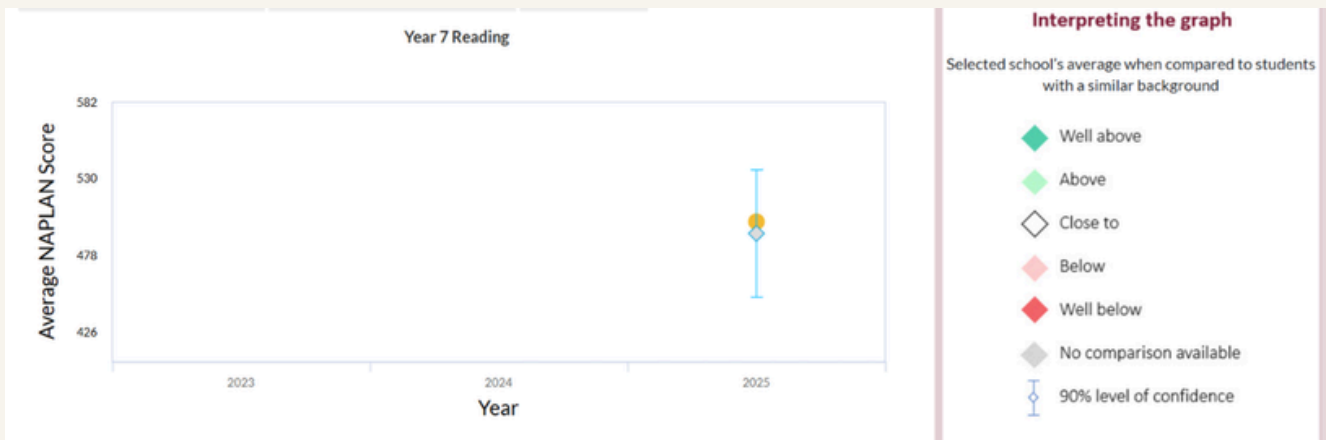 Year 7 Reading
582
530
478
426
Average NAPLAN Score
2023
2024
2025
Year
Interpreting the graph
Selected school's average when compared to students
with a similar background
Well above
Above
Close to
Below
Well below
No comparison available
90% level of confidence